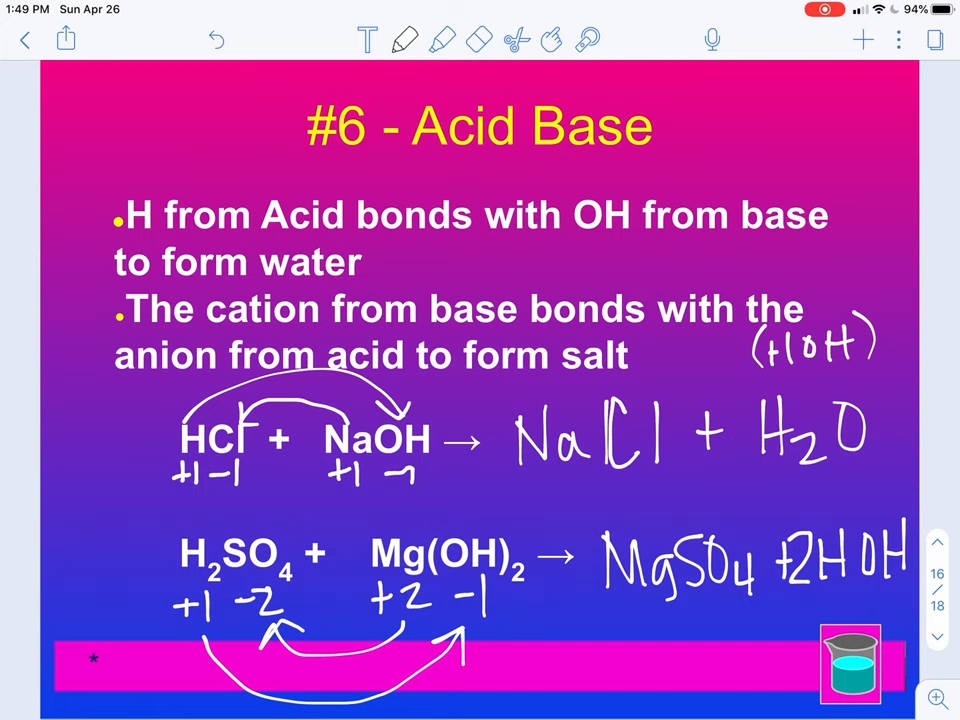 1:49 PM Sun Apr 26 94%
T
#6 - Acid Base
•H from Acid bonds with OH from base
to form water
•The cation from base bonds with the
anion from acid to form salt
(HOH)
HCl + NaOH → NaCl + H₂O
+1 -1 +1 -1
H₂SO₄ + Mg(OH)₂ → MgSO₄ + 2HOH
+1 -2 +2 -1
*
16
/
18